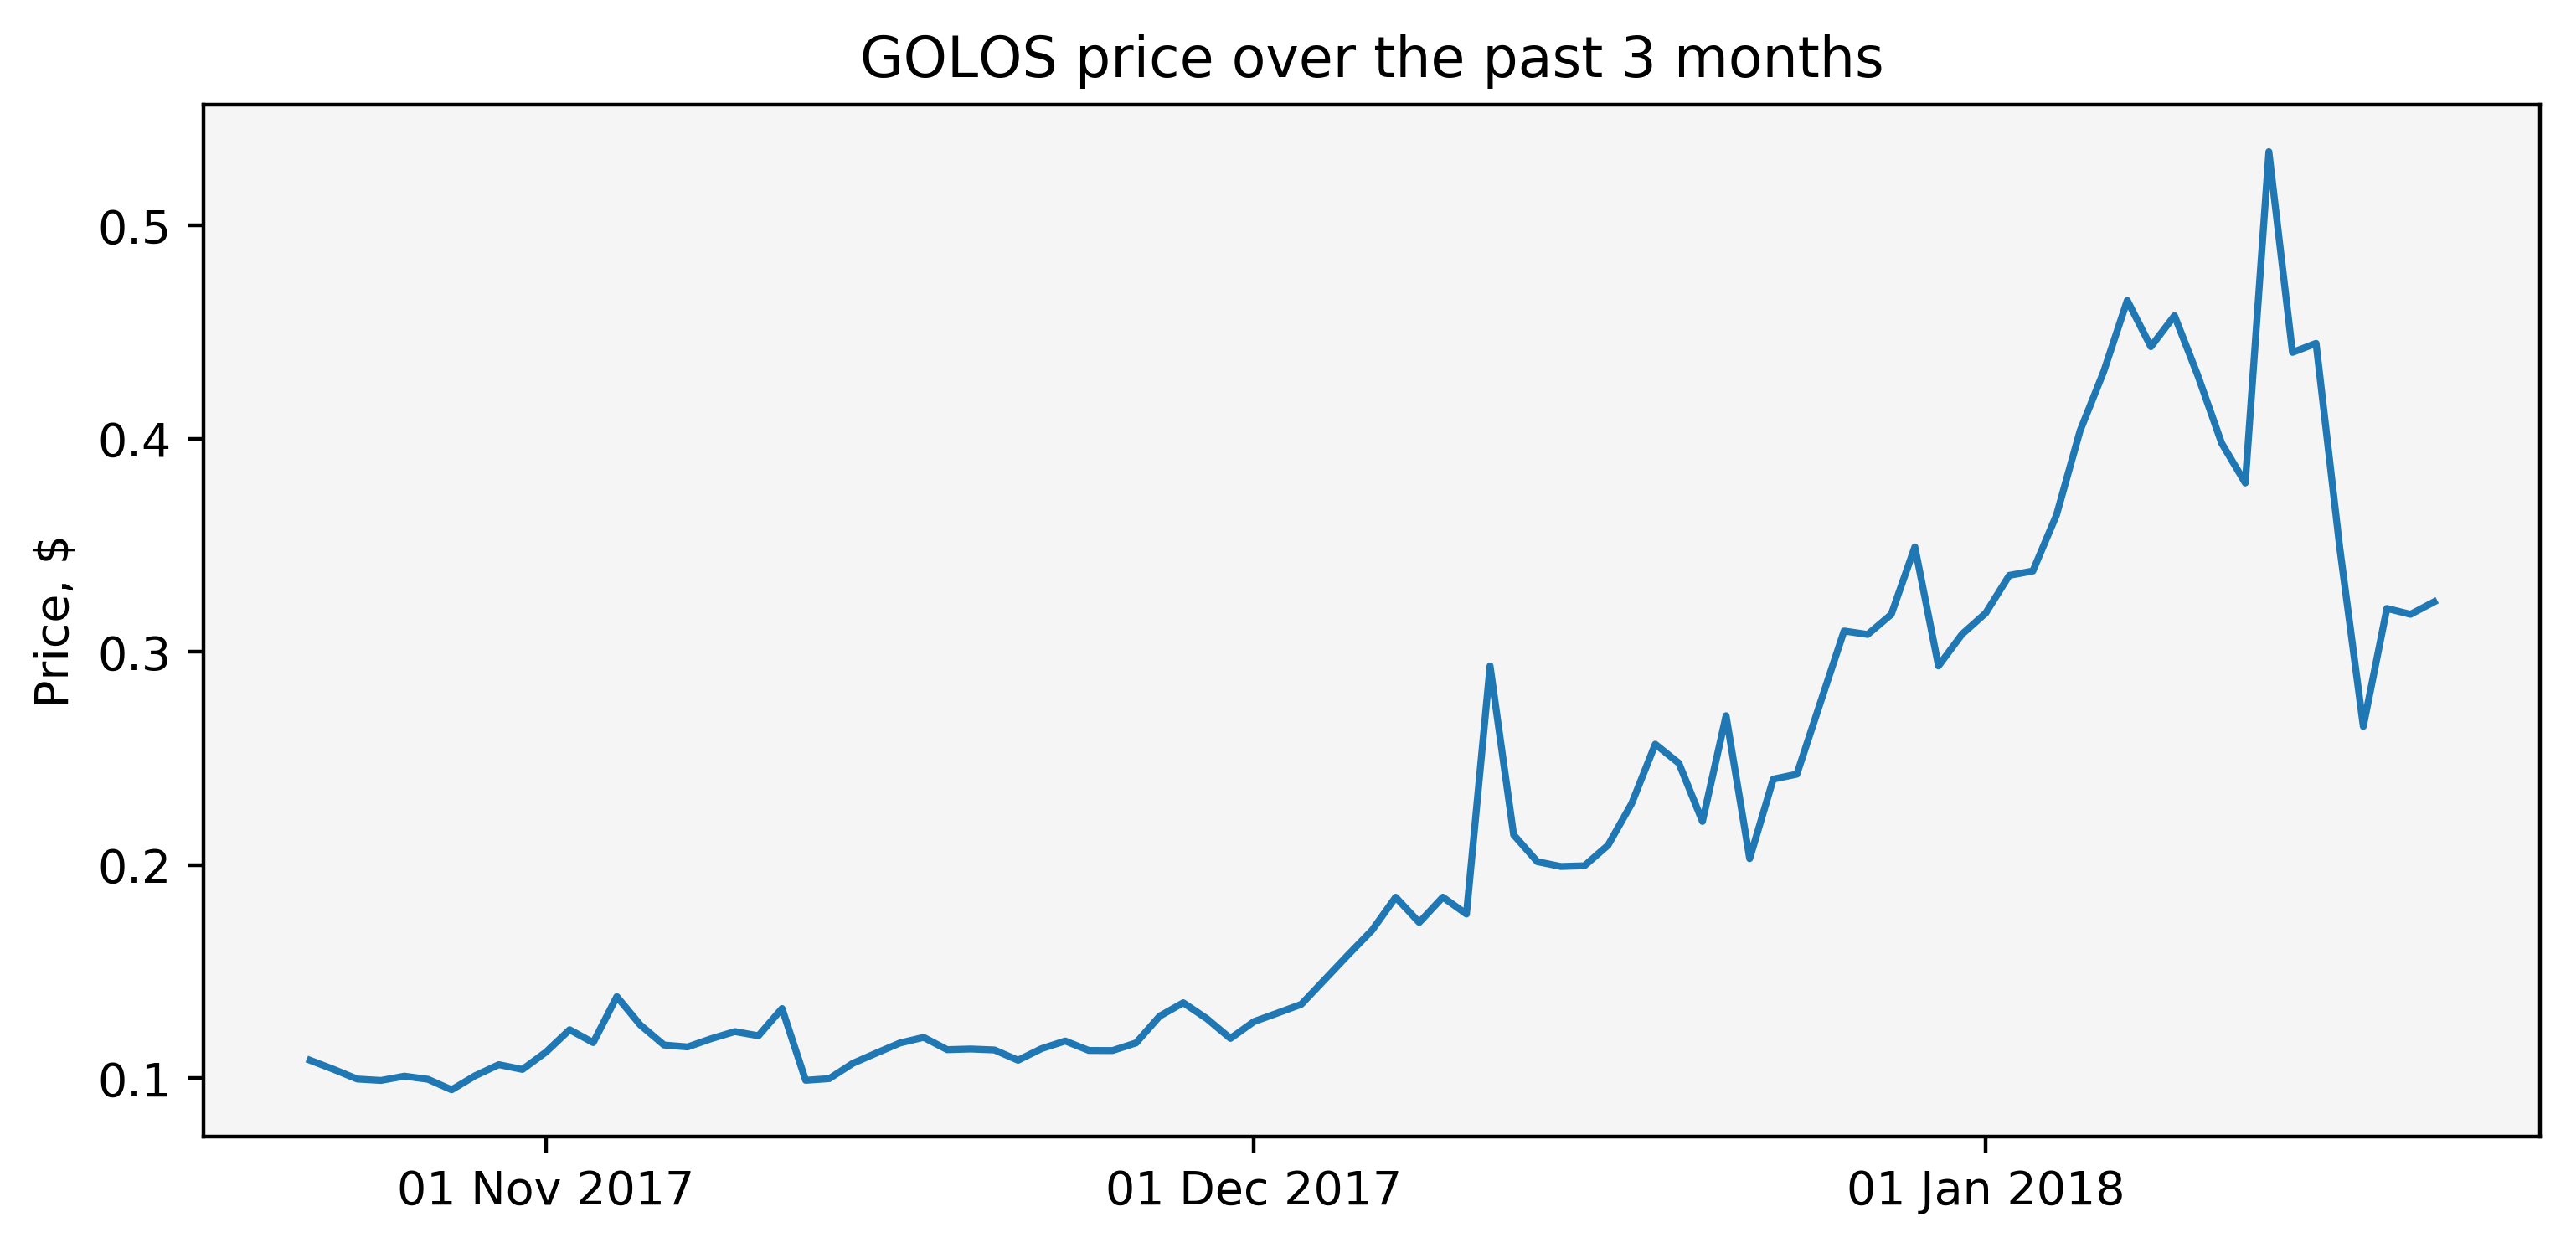 GOLOS price over the past 3 months
Price, $
0.5
0.4
0.3
0.2
0.1
01 Nov 2017
01 Dec 2017
01 Jan 2018